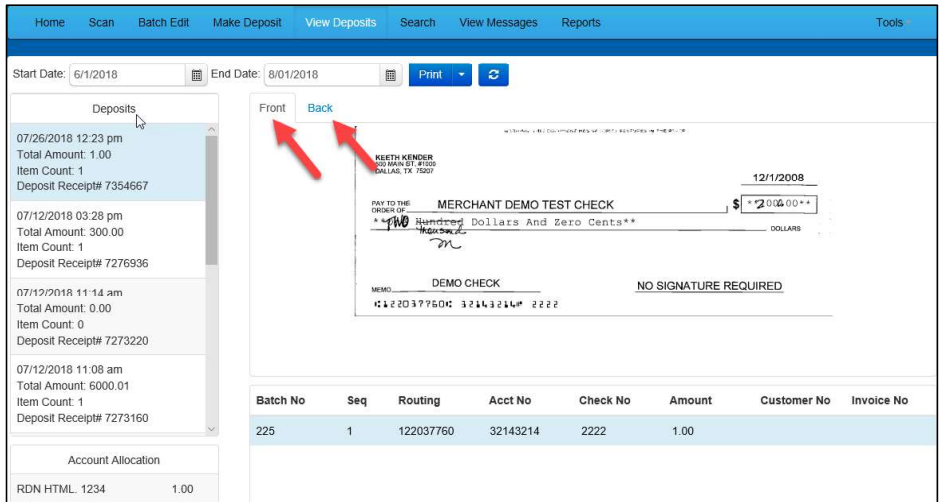 Home Scan Batch Edit Make Deposit View Deposits Search View Messages Reports Tools
Start Date: 6/1/2018 End Date: 8/01/2018 Print
Deposits
07/26/2018 12:23 pm
Total Amount: 1.00
Item Count: 1
Deposit Receipt# 7354667
07/12/2018 03:28 pm
Total Amount: 300.00
Item Count: 1
Deposit Receipt# 7276936
07/12/2018 11:14 am
Total Amount: 0.00
Item Count: 0
Deposit Receipt# 7273220
07/12/2018 11:08 am
Total Amount: 6000.01
Item Count: 1
Deposit Receipt# 7273160
Account Allocation
RDN HTML. 1234 1.00
Front Back
KEETH KENDER
500 MAIN ST. #1000
DALLAS, TX 75207
12/1/2008
PAY TO THE
ORDER OF MERCHANT DEMO TEST CHECK $
Two Hundred Dollars And Zero Cents**
DOLLARS
Thousand
MEMO DEMO CHECK NO SIGNATURE REQUIRED
122037760 32143214 2222
Batch No Seq Routing Acct No Check No Amount Customer No Invoice No
225 1 122037760 32143214 2222 1.00